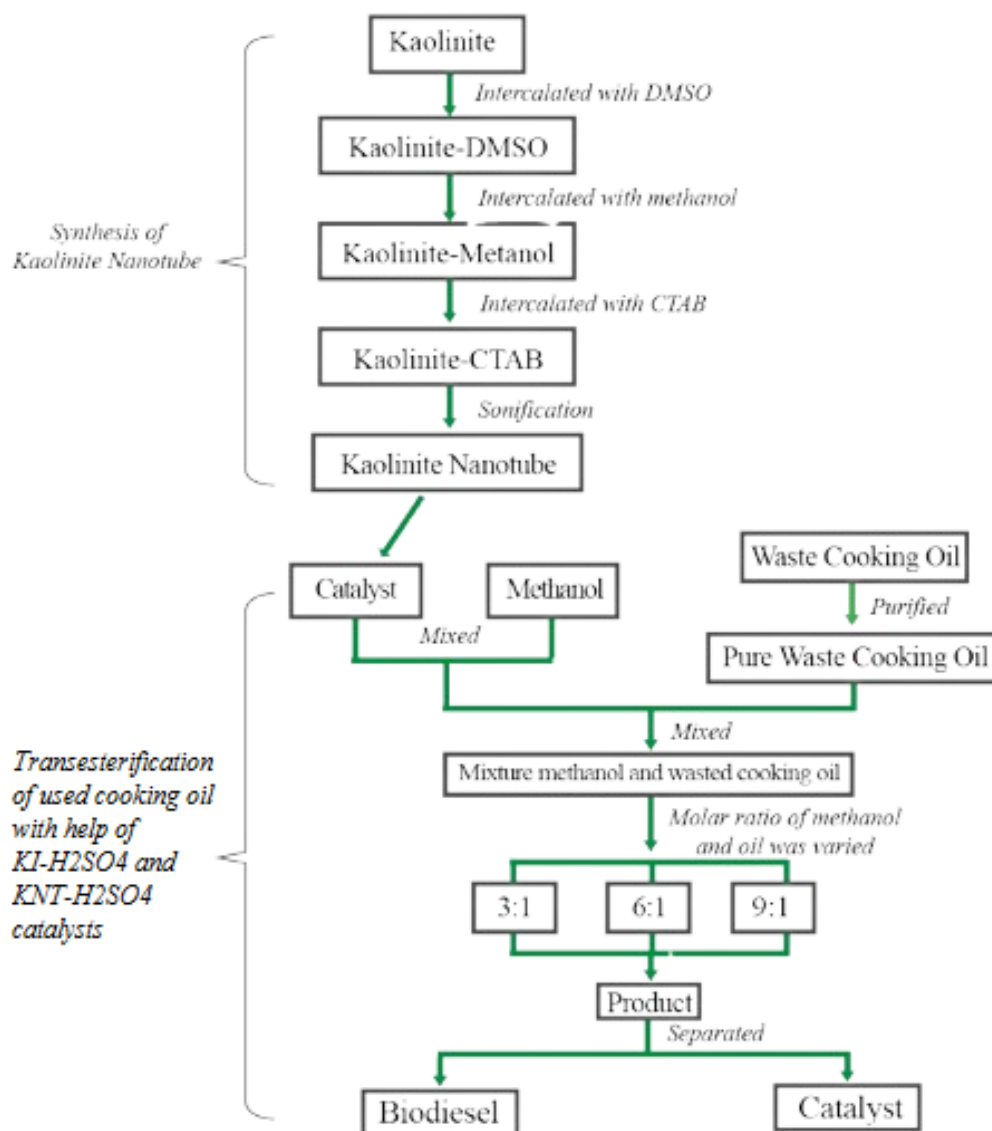 Kaolinite
Intercalated with DMSO
Kaolinite-DMSO
Intercalated with methanol
Kaolinite-Metanol
Intercalated with CTAB
Kaolinite-CTAB
Sonification
Kaolinite Nanotube
Synthesis of
Kaolinite Nanotube
Catalyst
Methanol
Mixed
Waste Cooking Oil
Purified
Pure Waste Cooking Oil
Mixed
Mixture methanol and wasted cooking oil
Molar ratio of methanol
and oil was varied
3:1
6:1
9:1
Product
Separated
Biodiesel
Catalyst
Transesterification
of used cooking oil
with help of
KI-H2SO4 and
KNT-H2SO4
catalysts